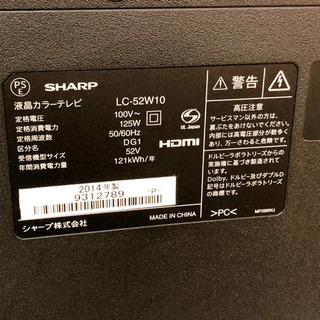 PS
E
SHARP
LC-52W10
液晶カラーテレビ
定格電圧 100V~
定格消費電力 125W
定格周波数 50/60Hz
区分名 DG1
受信機型サイズ 52V
年間消費電力量 121kWh/年
UL Japan
HDMI
2014年製
9312789 -P-
シャープ株式会社
MADE IN CHINA
警告
高圧注意
サービスマン以外の方は、
裏ぶたをあけないでください。
内部には高電圧部分が数多く
あり、万一さわると危険です。
ドルビーラボラトリーズから
の実施権に基づき製造
されています。
Dolby、ドルビー及びダブルD
記号はドルビーラボラトリーズ
の商標です。
>PC<